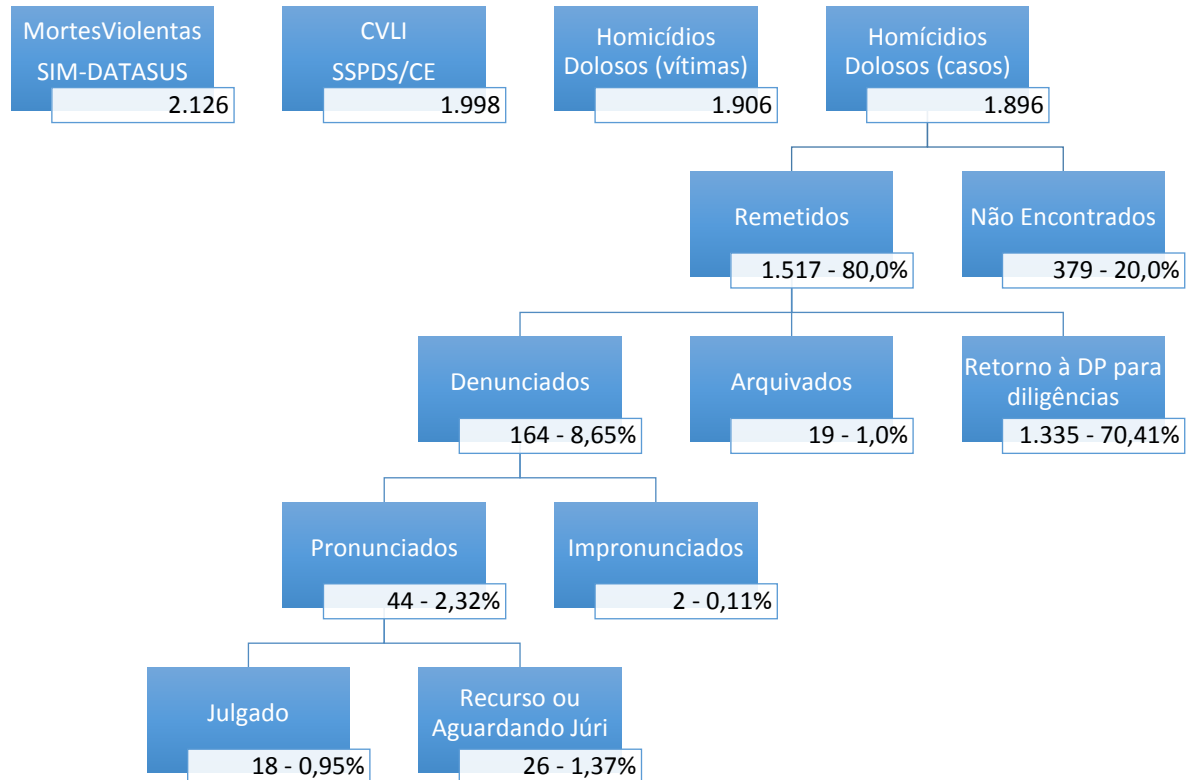 MortesViolentas
SIM-DATASUS
2.126
CVLI
SSPDS/CE
1.998
Homicídios
Dolosos (vítimas)
1.906
Homícidios
Dolosos (casos)
1.896
Remetidos
1.517 - 80,0%
Não Encontrados
379 - 20,0%
Denunciados
164 - 8,65%
Arquivados
19 - 1,0%
Retorno à DP para
diligências
1.335 - 70,41%
Pronunciados
44 - 2,32%
Impronunciados
2 - 0,11%
Julgado
18 - 0,95%
Recurso ou
Aguardando Júri
26 - 1,37%